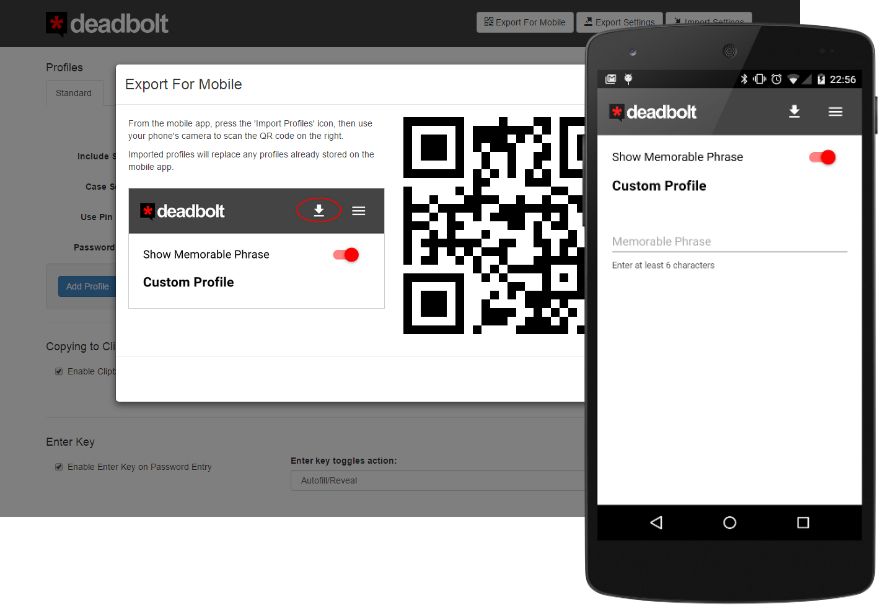 deadbolt
Export For Mobile
Export Settings
Import Settings
Profiles
Standard
Include
Case
Use Pin
Password
Add Profile
Copying to
Enable
Enter Key
Enable Enter Key on Password Entry
Enter key toggles action:
Autofill/Reveal
Export For Mobile
From the mobile app, press the 'Import Profiles' icon, then use
your phone's camera to scan the QR code on the right.
Imported profiles will replace any profiles already stored on the
mobile app.
deadbolt
Show Memorable Phrase
Custom Profile
22:56
deadbolt
Show Memorable Phrase
Custom Profile
Memorable Phrase
Enter at least 6 characters